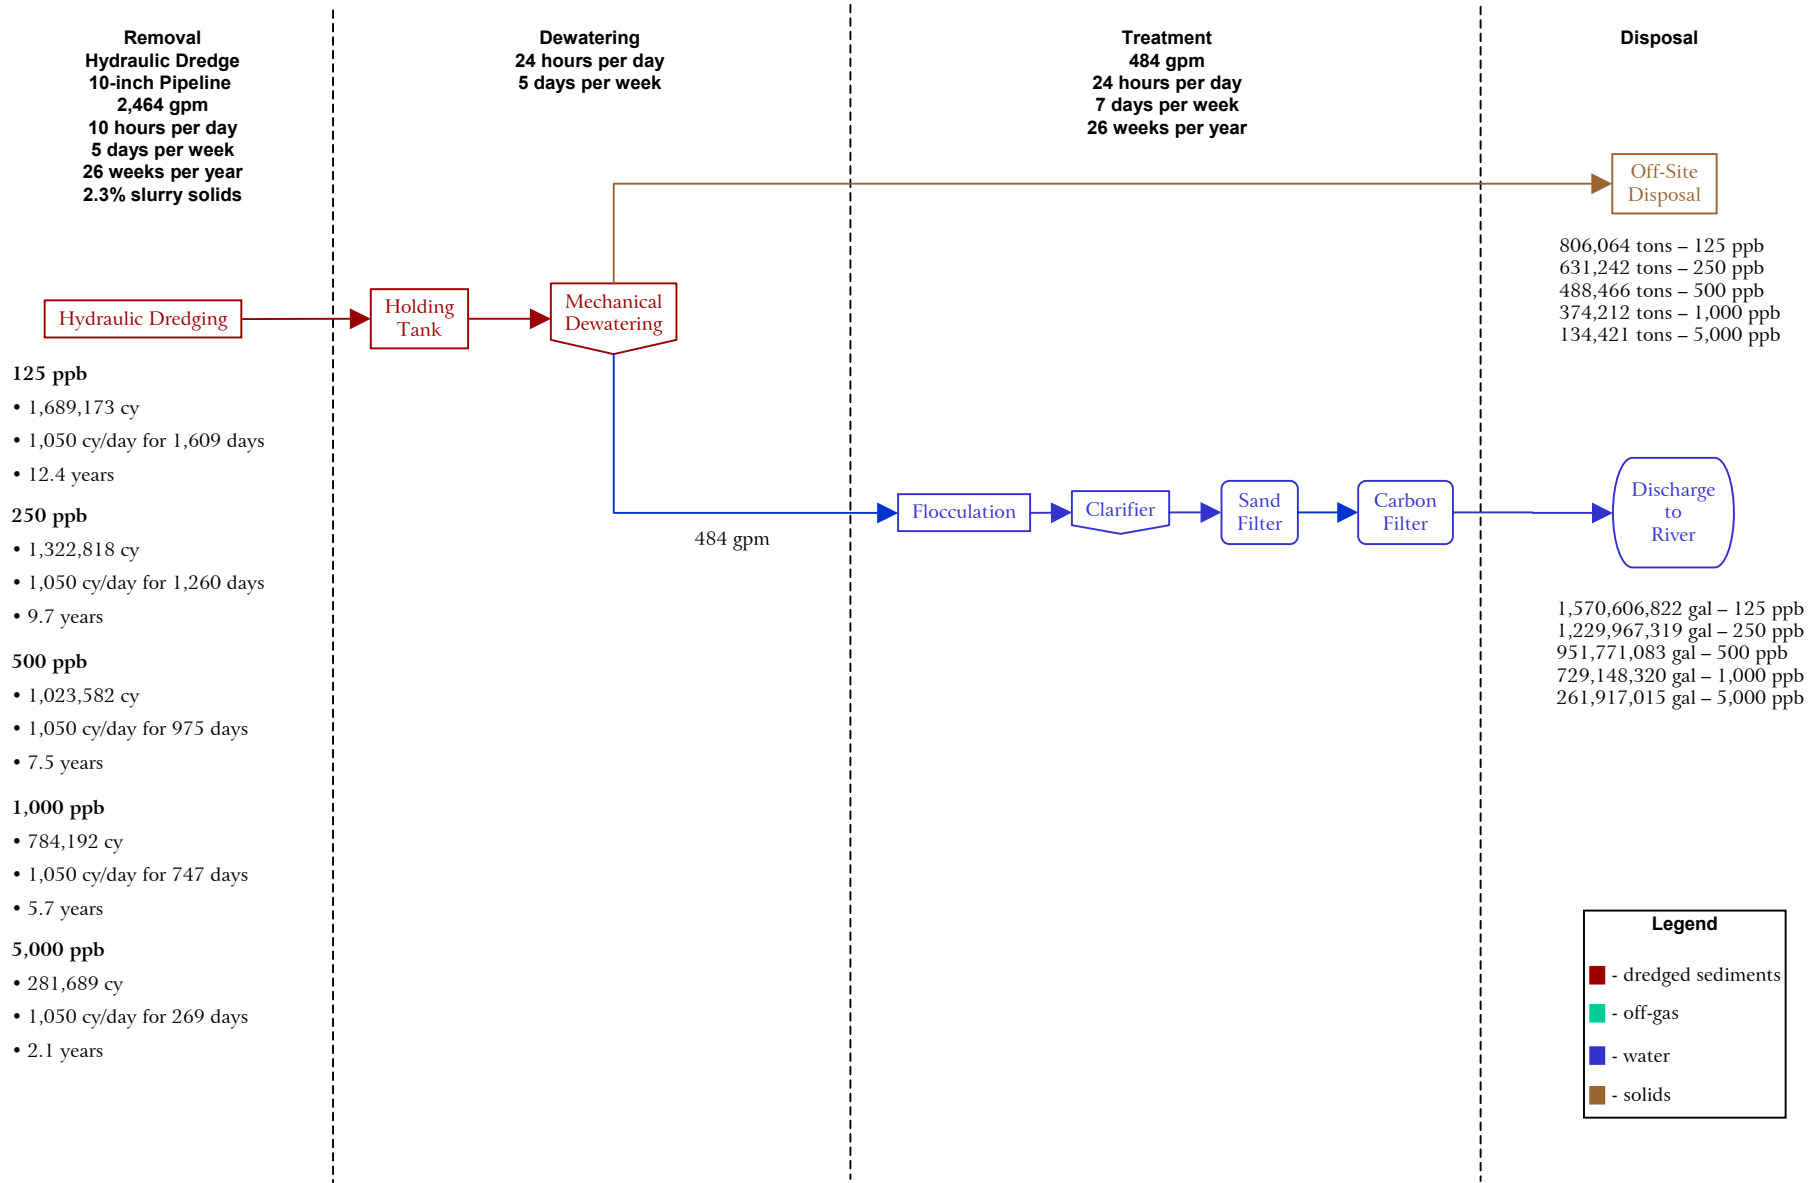 Removal
Hydraulic Dredge
10-inch Pipeline
2,464 gpm
10 hours per day
5 days per week
26 weeks per year
2.3% slurry solids
Dewatering
24 hours per day
5 days per week
Treatment
484 gpm
24 hours per day
7 days per week
26 weeks per year
Disposal
Off-Site
Disposal
806,064 tons – 125 ppb
631,242 tons – 250 ppb
488,466 tons – 500 ppb
374,212 tons – 1,000 ppb
134,421 tons – 5,000 ppb
Hydraulic Dredging
Holding
Tank
Mechanical
Dewatering
125 ppb
• 1,689,173 cy
• 1,050 cy/day for 1,609 days
• 12.4 years
250 ppb
• 1,322,818 cy
• 1,050 cy/day for 1,260 days
• 9.7 years
500 ppb
• 1,023,582 cy
• 1,050 cy/day for 975 days
• 7.5 years
1,000 ppb
• 784,192 cy
• 1,050 cy/day for 747 days
• 5.7 years
5,000 ppb
• 281,689 cy
• 1,050 cy/day for 269 days
• 2.1 years
484 gpm
Flocculation
Clarifier
Sand
Filter
Carbon
Filter
Discharge
to
River
1,570,606,822 gal – 125 ppb
1,229,967,319 gal – 250 ppb
951,771,083 gal – 500 ppb
729,148,320 gal – 1,000 ppb
261,917,015 gal – 5,000 ppb
Legend
- dredged sediments
- off-gas
- water
- solids